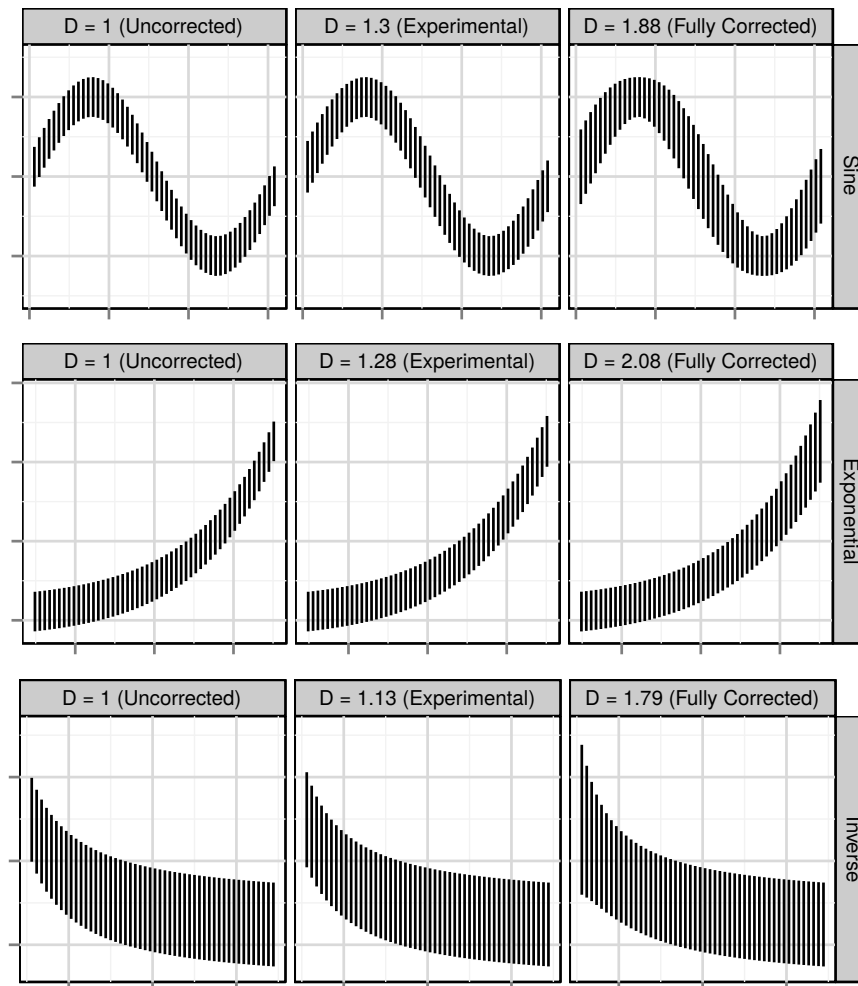 D = 1 (Uncorrected)
D = 1.3 (Experimental)
D = 1.88 (Fully Corrected)
Sine
D = 1 (Uncorrected)
D = 1.28 (Experimental)
D = 2.08 (Fully Corrected)
Exponential
D = 1 (Uncorrected)
D = 1.13 (Experimental)
D = 1.79 (Fully Corrected)
Inverse